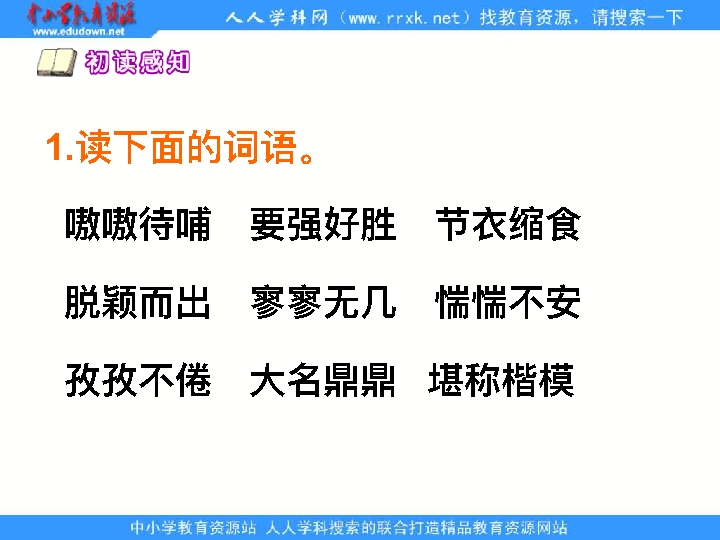 中小学教育资源
www.edudown.net
人人学科网（www.rrxk.net）找教育资源，请搜索一下
初读感知
1.读下面的词语。
嗷嗷待哺 要强好胜 节衣缩食
脱颖而出 寥寥无几 惴惴不安
孜孜不倦 大名鼎鼎 堪称楷模
中小学教育资源站 人人学科搜索的联合打造精品教育资源网站